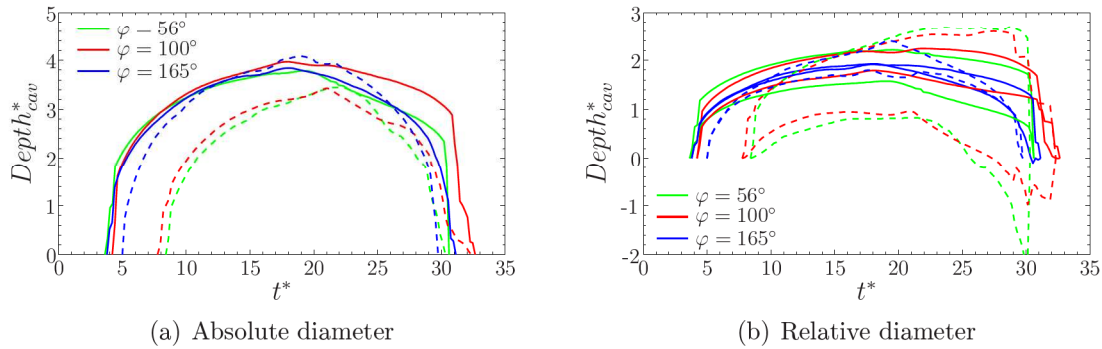 5
4
3
2
1
0
Depth*cav
φ − 56°
φ = 100°
φ = 165°
0 5 10 15 20 25 30 35
t*
(a) Absolute diameter
3
2
1
0
-1
-2
Depth*cav
φ = 56°
φ = 100°
φ = 165°
0 5 10 15 20 25 30 35
t*
(b) Relative diameter